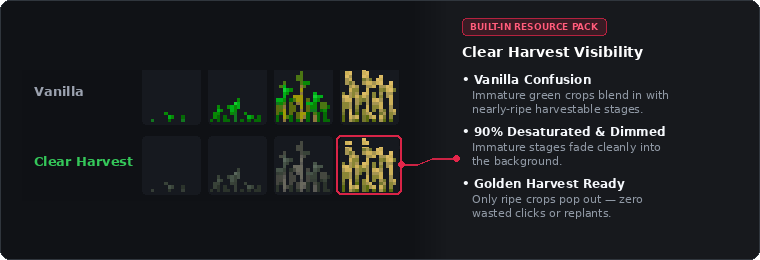 Vanilla
Clear Harvest
BUILT-IN RESOURCE PACK
Clear Harvest Visibility
• Vanilla Confusion
Immature green crops blend in with
nearly-ripe harvestable stages.
• 90% Desaturated & Dimmed
Immature stages fade cleanly into
the background.
• Golden Harvest Ready
Only ripe crops pop out — zero
wasted clicks or replants.